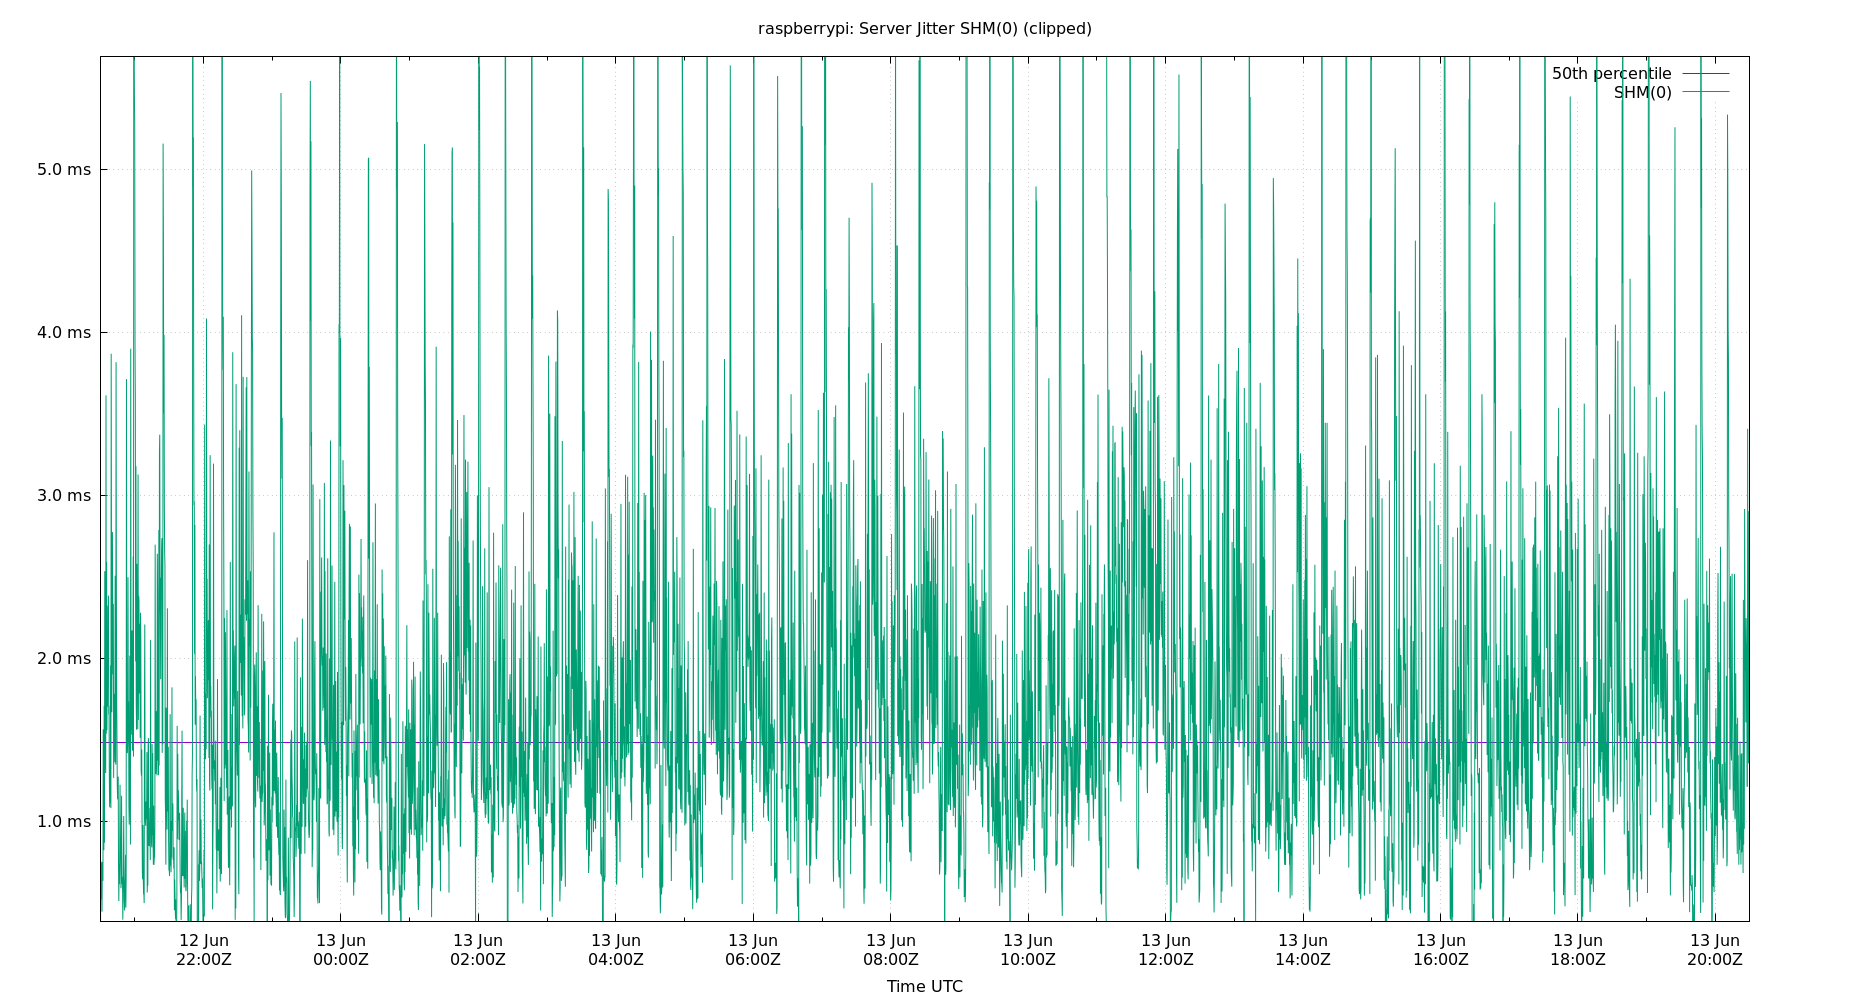 raspberrypi: Server Jitter SHM(0) (clipped)
50th percentile
SHM(0)
5.0 ms
4.0 ms
3.0 ms
2.0 ms
1.0 ms
12 Jun 13 Jun 13 Jun 13 Jun 13 Jun 13 Jun 13 Jun 13 Jun 13 Jun 13 Jun 13 Jun 13 Jun
22:00Z 00:00Z 02:00Z 04:00Z 06:00Z 08:00Z 10:00Z 12:00Z 14:00Z 16:00Z 18:00Z 20:00Z
Time UTC